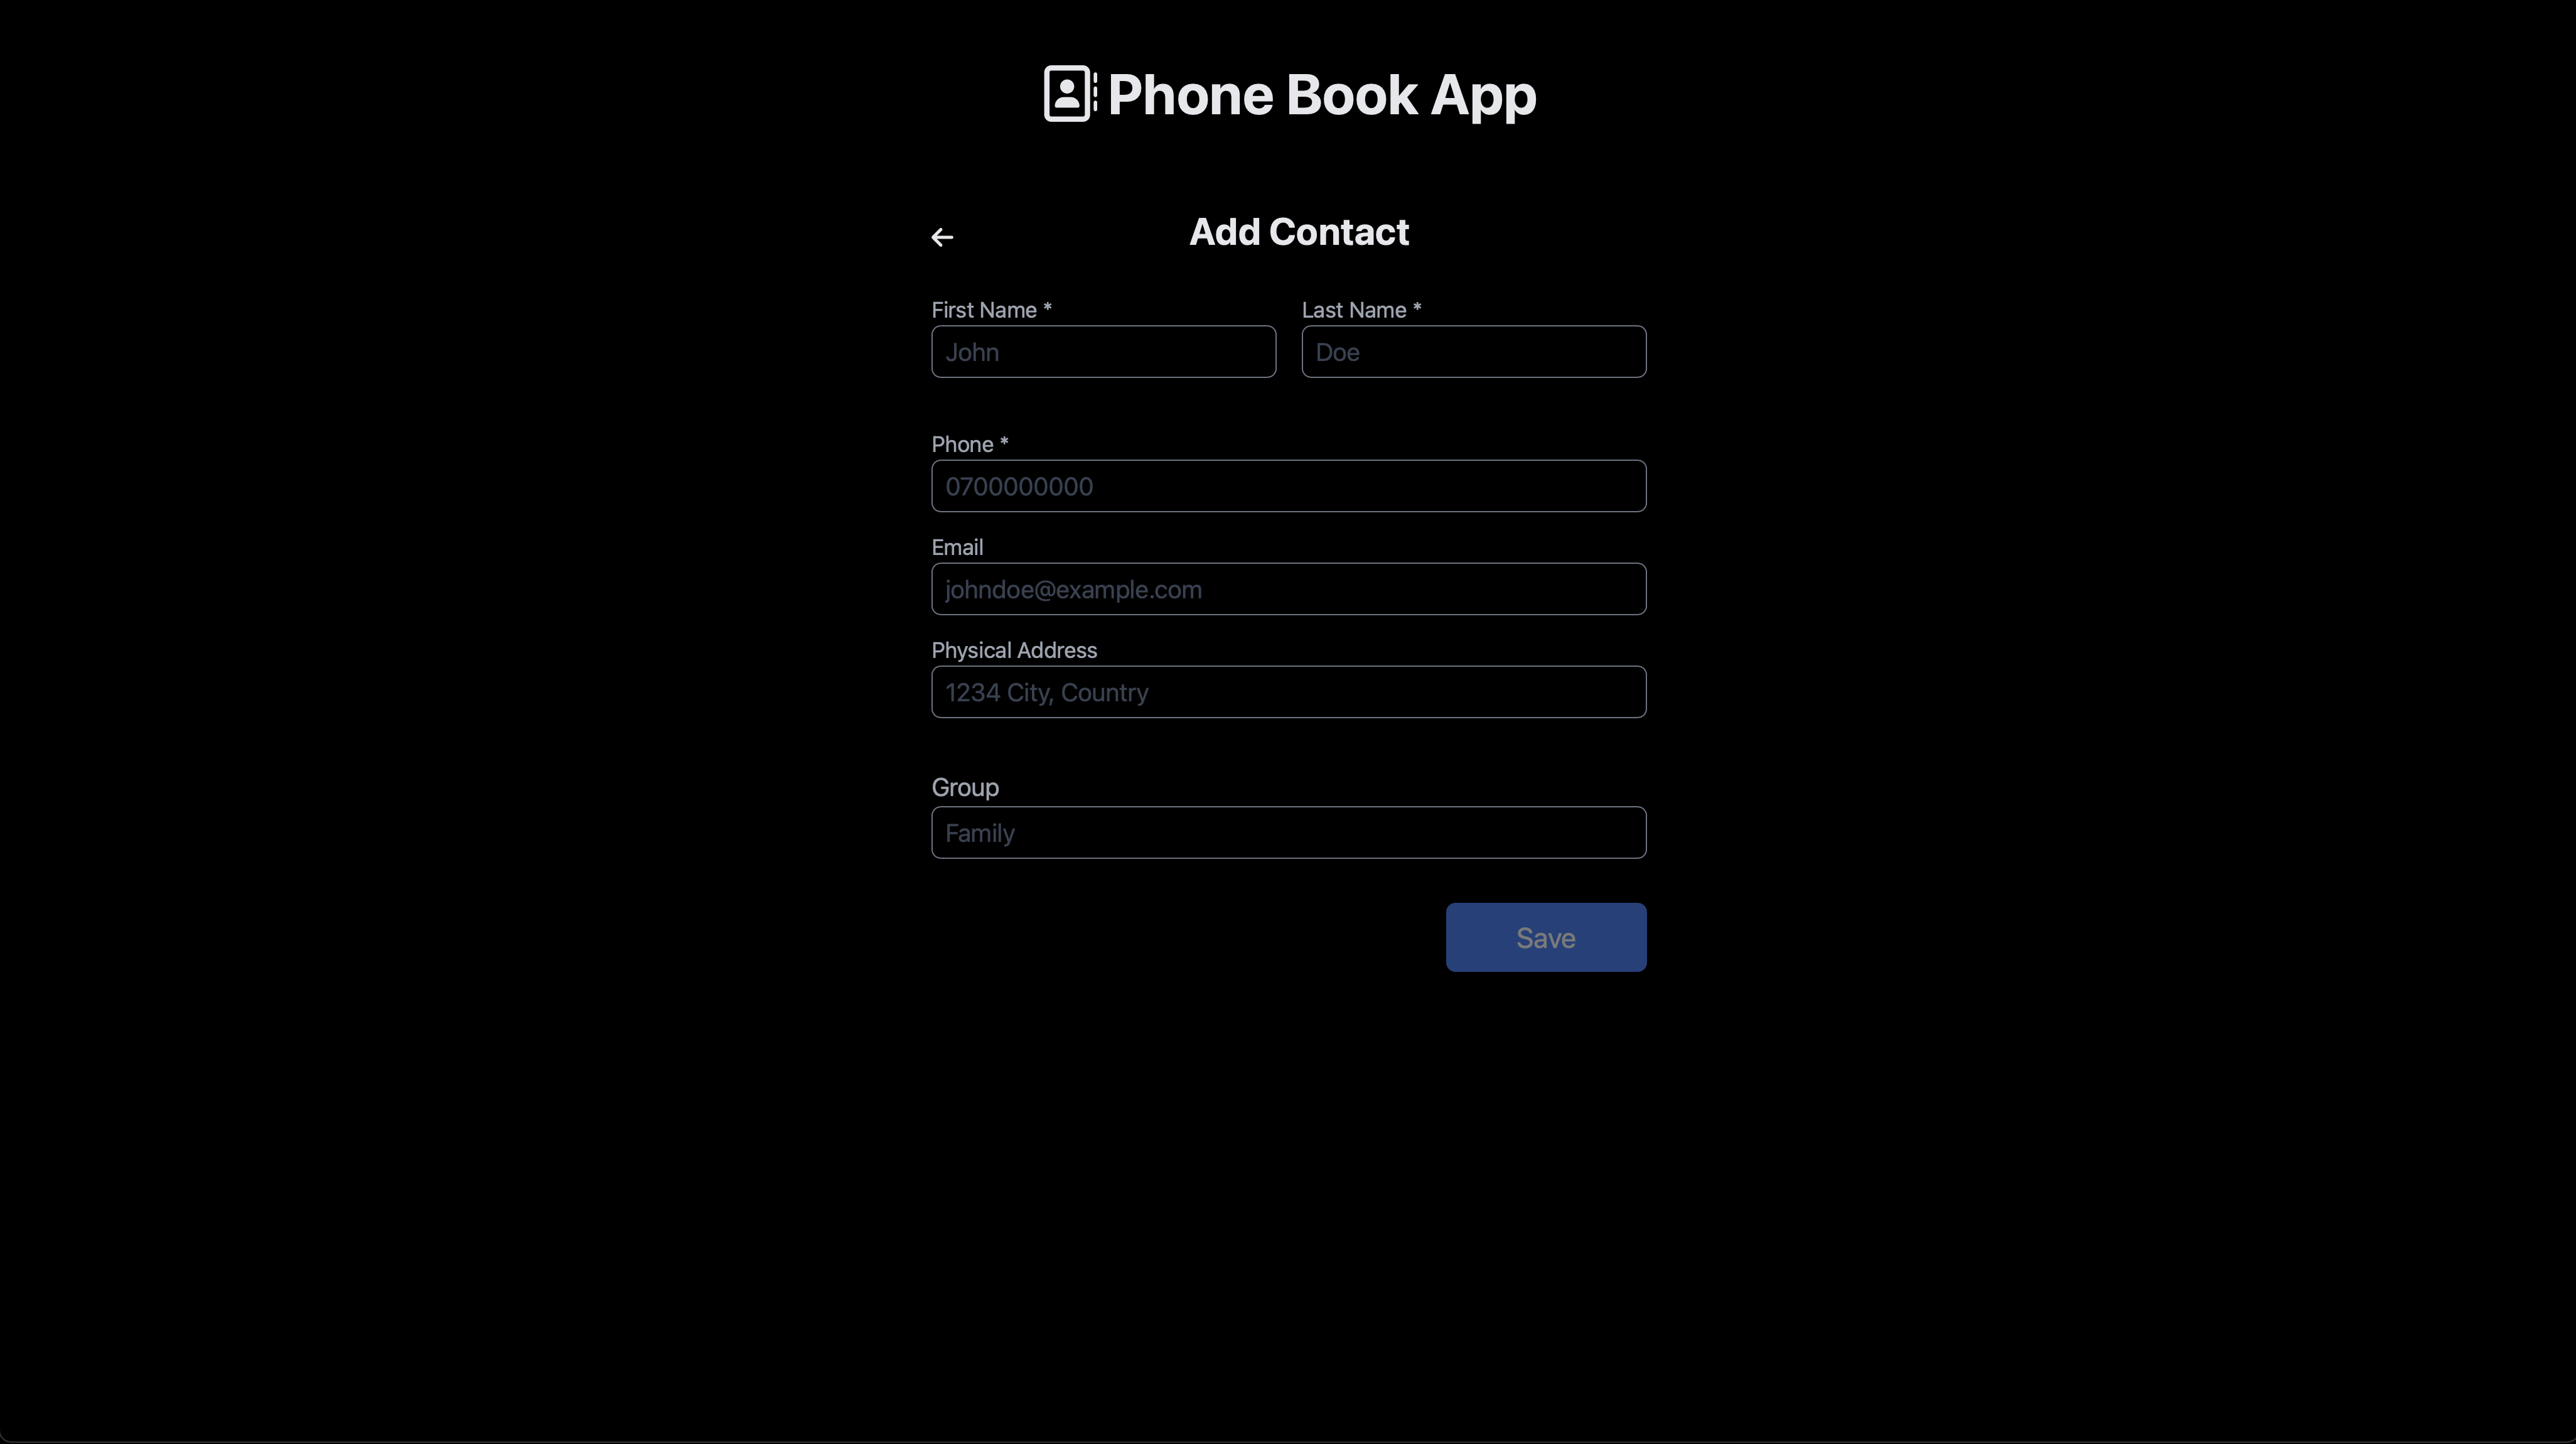 Phone Book App
Add Contact
First Name *
Last Name *
John
Doe
Phone *
0700000000
Email
johndoe@example.com
Physical Address
1234 City, Country
Group
Family
Save